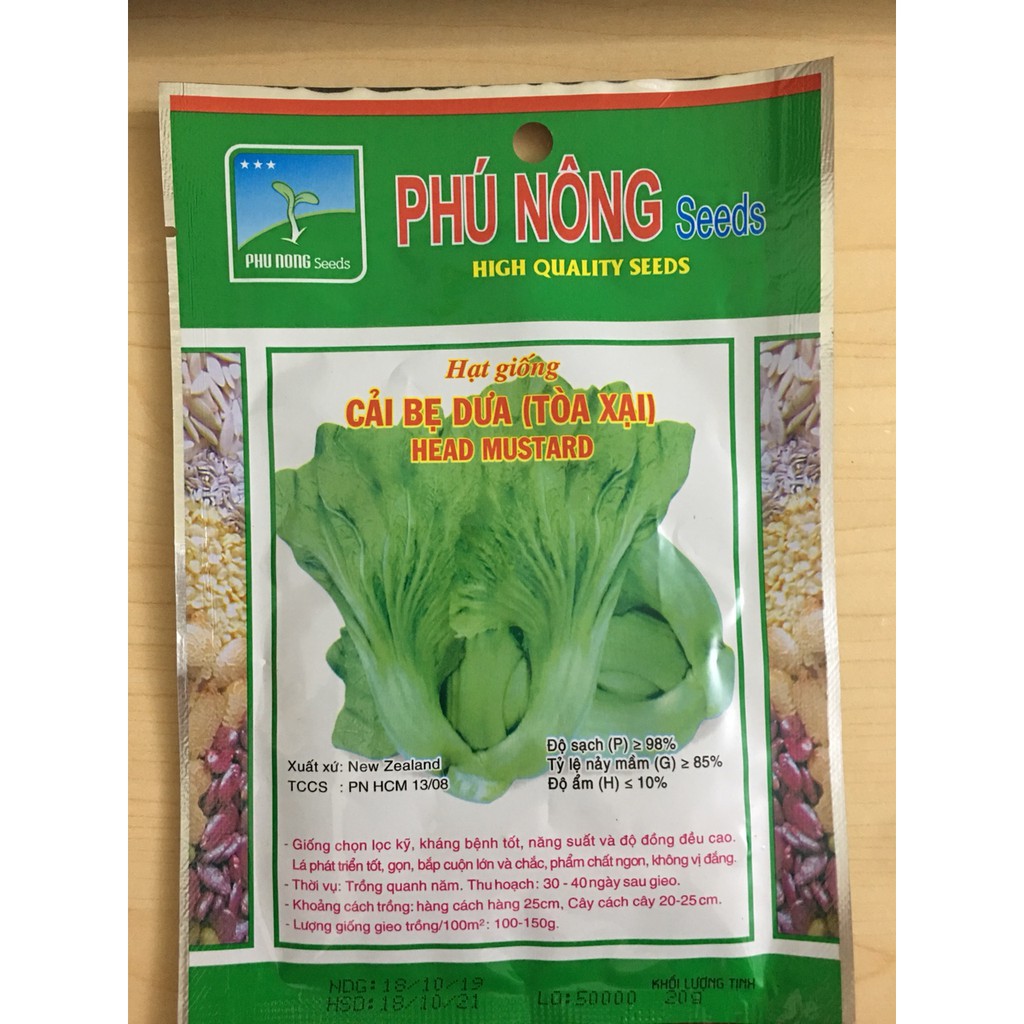 PHU NONG Seeds
PHÚ NÔNG Seeds
HIGH QUALITY SEEDS
Hạt giống
CẢI BẸ DƯA (TÒA XẠI)
HEAD MUSTARD
Xuất xứ: New Zealand
TCCS : PN HCM 13/08
Độ sạch (P) ≥ 98%
Tỷ lệ nảy mầm (G) ≥ 85%
Độ ẩm (H) ≤ 10%
- Giống chọn lọc kỹ, kháng bệnh tốt, năng suất và độ đồng đều cao.
Lá phát triển tốt, gọn, bắp cuộn lớn và chắc, phẩm chất ngon, không vị đắng.
- Thời vụ: Trồng quanh năm. Thu hoạch: 30 - 40 ngày sau gieo.
- Khoảng cách trồng: hàng cách hàng 25cm, Cây cách cây 20-25 cm.
- Lượng giống gieo trồng/100m²: 100-150g.
NDG: 18/10/19
HSD: 18/10/21
LO: 50000
KHỐI LƯỢNG TỊNH
20g